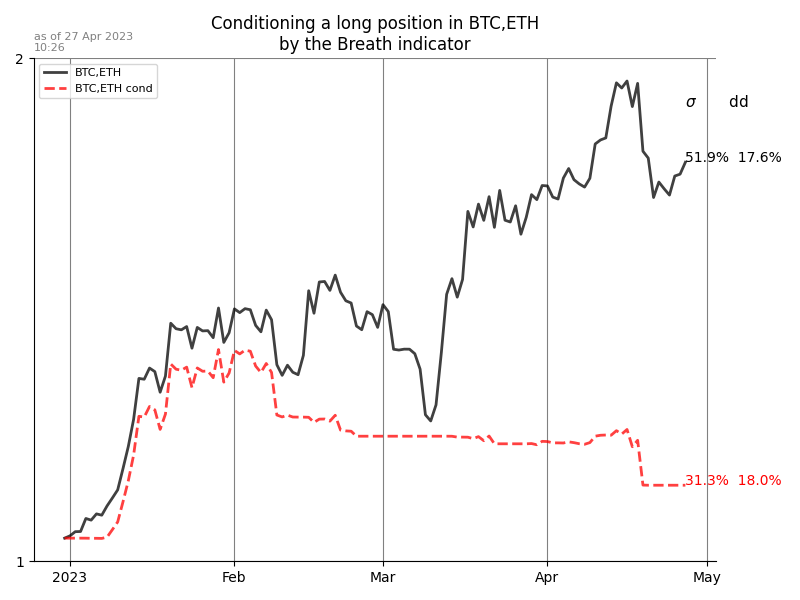 Conditioning a long position in BTC,ETH
by the Breath indicator
as of 27 Apr 2023
10:26
2
BTC,ETH
BTC,ETH cond
σ dd
51.9% 17.6%
31.3% 18.0%
1
2023 Feb Mar Apr May